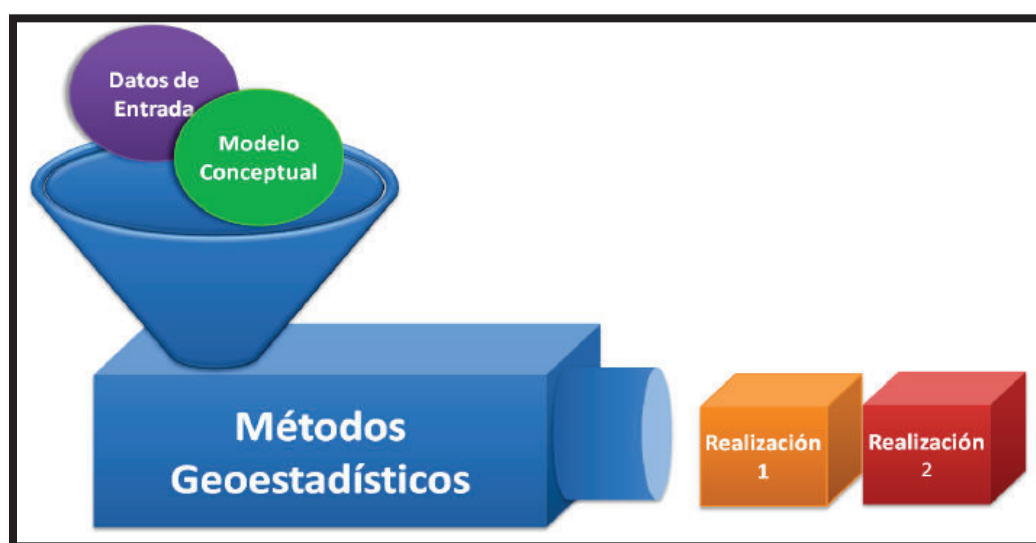 Datos de
Entrada
Modelo
Conceptual
Métodos
Geoestadísticos
Realización
1
Realización
2